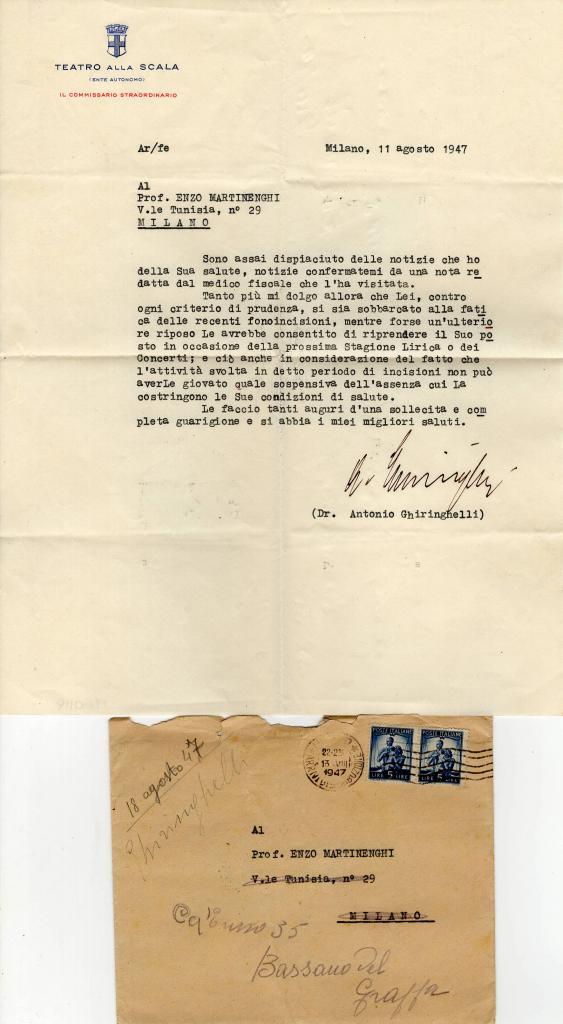 TEATRO ALLA SCALA
(ENTE AUTONOMO)
IL COMMISSARIO STRAORDINARIO
Ar/fe
Milano, 11 agosto 1947
Al
Prof. ENZO MARTINENGHI
V.le Tunisia, n° 29
MILANO
Sono assai dispiaciuto delle notizie che ho
della Sua salute, notizie confermatemi da una nota re
datta dal medico fiscale che l'ha visitata.
Tanto più mi dolgo allora che Lei, contro
ogni criterio di prudenza, si sia sobbarcato alla fati
ca delle recenti fonoincisioni, mentre forse un'ulterio
re riposo Le avrebbe consentito di riprendere il Suo po
sto in occasione della prossima Stagione Lirica o dei
Concerti; e ciò anche in considerazione del fatto che
l'attività svolta in detto periodo di incisioni non può
averLe giovato quale sospensiva dell'assenza cui La
costringono le Sue condizioni di salute.
Le faccio tanti auguri d'una sollecita e com
pleta guarigione e si abbia i miei migliori saluti.
(Dr. Antonio Ghiringhelli)
18 agosto 47
Ghiringhelli
13 VIII
1947
POSTE ITALIANE
LIRE 5 LIRE
POSTE ITALIANE
LIRE 5 LIRE
Al
Prof. ENZO MARTINENGHI
V.le Tunisia, n° 29
MILANO
35
Bassano del
Grappa